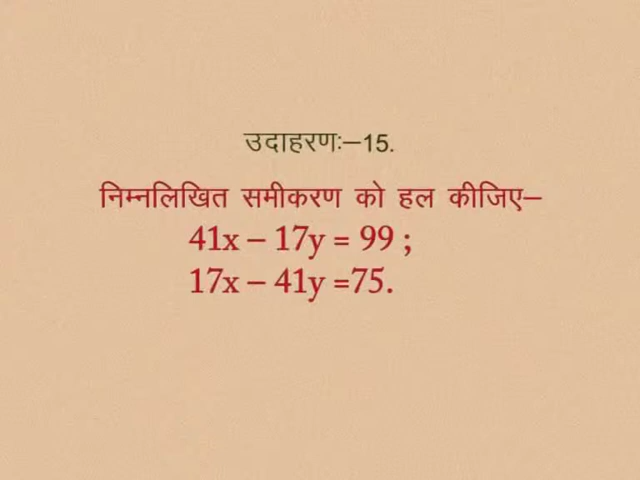 उदाहरणः–15.
निम्नलिखित समीकरण को हल कीजिए–
41x – 17y = 99 ;
17x – 41y =75.